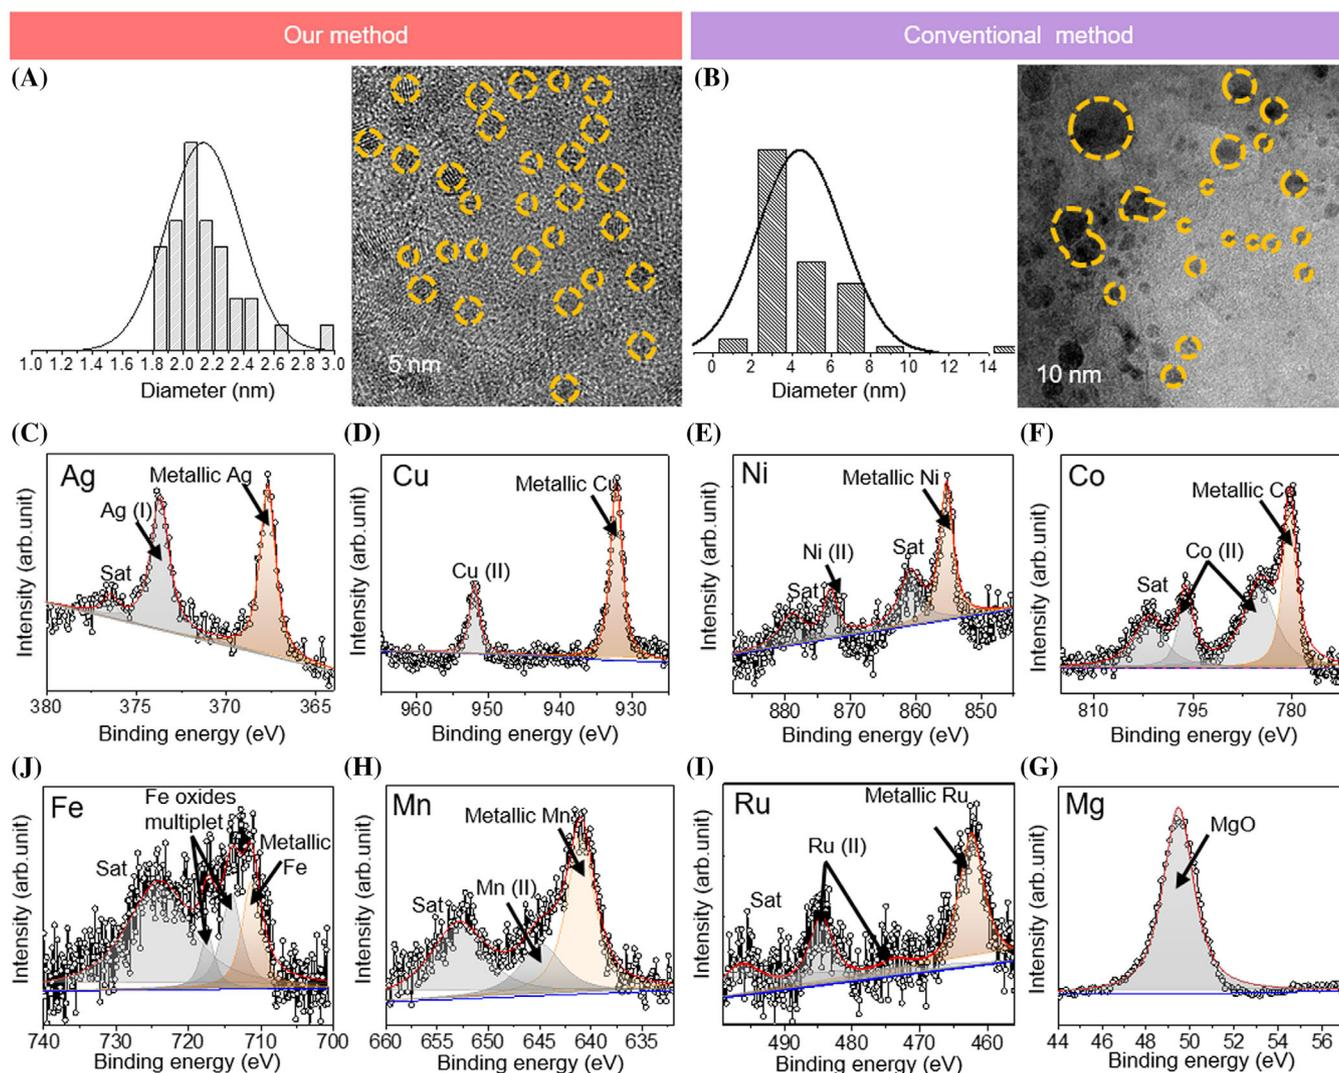 Our method
Conventional method
(A)
1.0 1.2 1.4 1.6 1.8 2.0 2.2 2.4 2.6 2.8 3.0
Diameter (nm)
5 nm
(B)
0 2 4 6 8 10 12 14
Diameter (nm)
10 nm
(C)
Ag
Metallic Ag
Ag (I)
Sat
Intensity (arb.unit)
380 375 370 365
Binding energy (eV)
(D)
Cu
Metallic Cu
Cu (II)
Intensity (arb.unit)
960 950 940 930
Binding energy (eV)
(E)
Ni
Metallic Ni
Sat
Ni (II)
Sat
Intensity (arb.unit)
880 870 860 850
Binding energy (eV)
(F)
Co
Metallic Co
Co (II)
Sat
Intensity (arb.unit)
810 795 780
Binding energy (eV)
(J)
Fe
Fe oxides
multiplet
Metallic
Fe
Sat
Intensity (arb.unit)
740 730 720 710 700
Binding energy (eV)
(H)
Mn
Metallic Mn
Mn (II)
Sat
Intensity (arb.unit)
660 655 650 645 640 635
Binding energy (eV)
(I)
Ru
Metallic Ru
Ru (II)
Sat
Intensity (arb.unit)
490 480 470 460
Binding energy (eV)
(G)
Mg
MgO
Intensity (arb.unit)
44 46 48 50 52 54 56
Binding energy (eV)